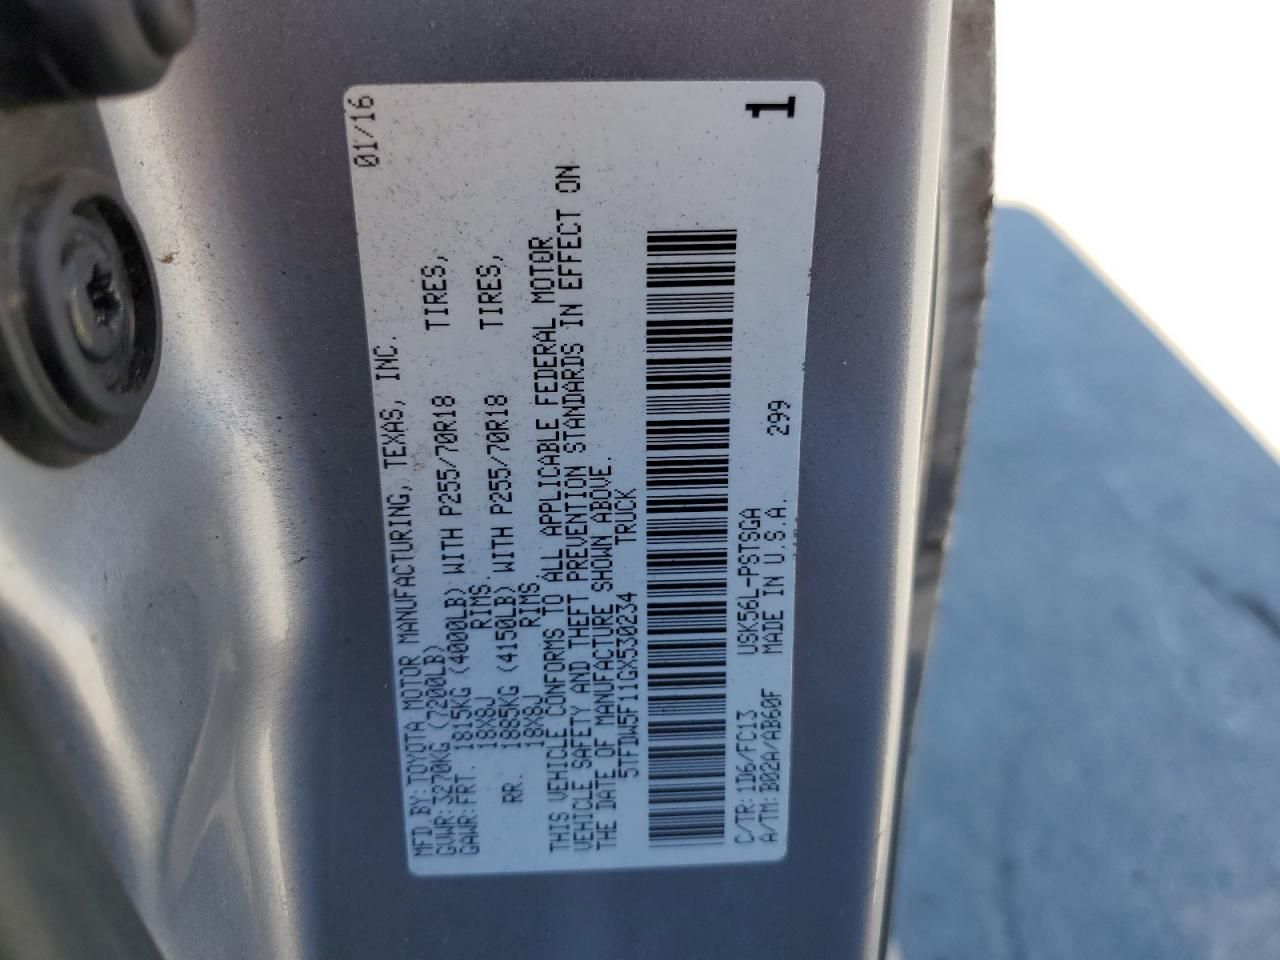 MFD.BY:TOYOTA MOTOR MANUFACTURING, TEXAS, INC. 01/16
GVWR:3270KG (7200LB)
GAWR:FRT. 1815KG (4000LB) WITH P255/70R18 TIRES,
18X8J RIMS.
RR. 1885KG (4150LB) WITH P255/70R18 TIRES,
18X8J RIMS
THIS VEHICLE CONFORMS TO ALL APPLICABLE FEDERAL MOTOR
VEHICLE SAFETY AND THEFT PREVENTION STANDARDS IN EFFECT ON
THE DATE OF MANUFACTURE SHOWN ABOVE.
5TFDW5F11GX530234 TRUCK
C/TR:1D6/FC13 USK56L-PSTSGA
A/TM:B02A/AB60F MADE IN U.S.A. 299
1